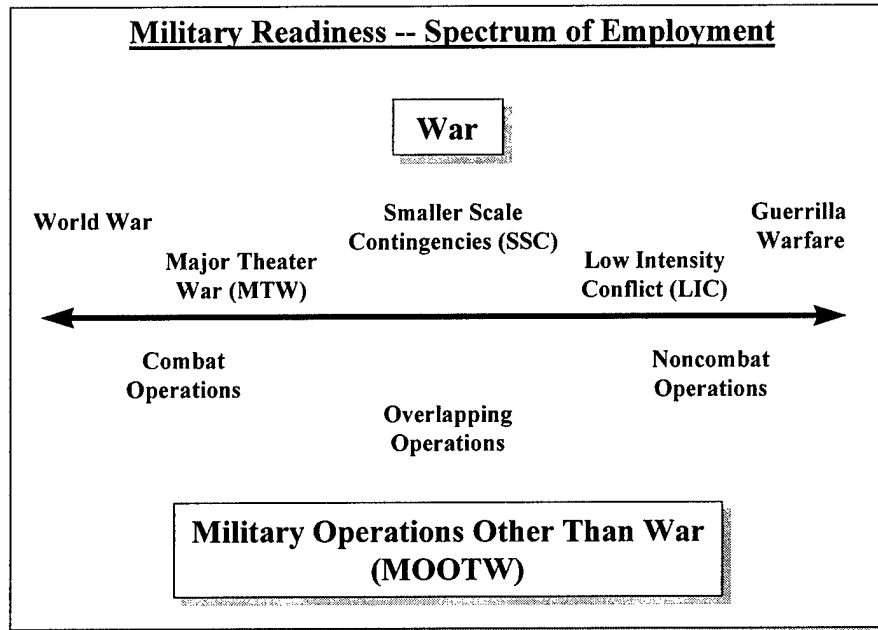 Military Readiness -- Spectrum of Employment
War
World War
Major Theater
War (MTW)
Smaller Scale
Contingencies (SSC)
Low Intensity
Conflict (LIC)
Guerrilla
Warfare
Combat
Operations
Overlapping
Operations
Noncombat
Operations
Military Operations Other Than War
(MOOTW)